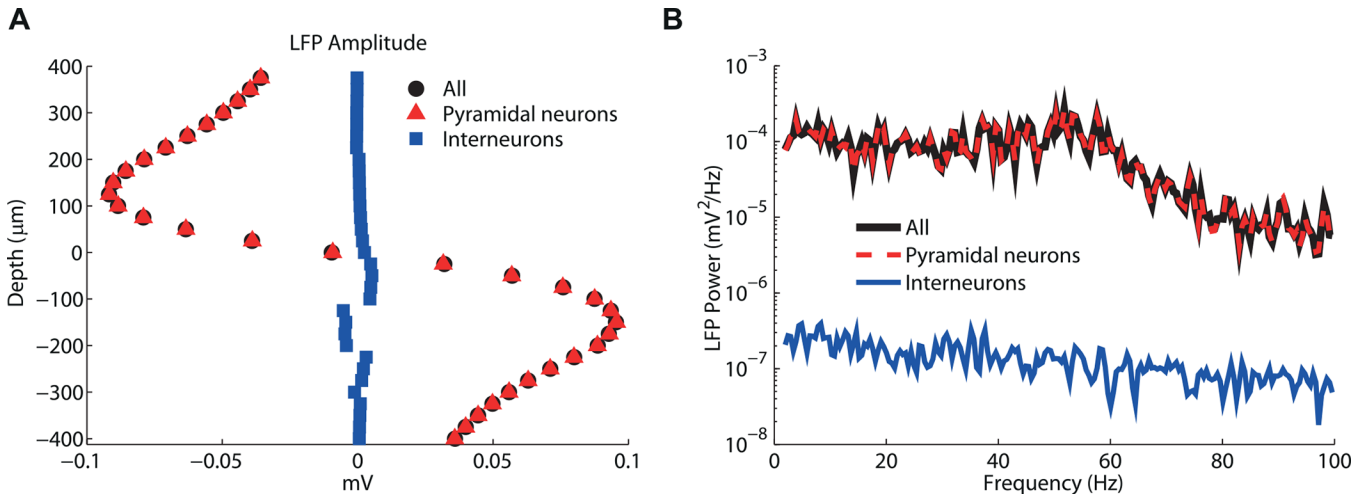 A
LFP Amplitude
400
300
200
100
0
−100
−200
−300
−400
Depth (μm)
All
Pyramidal neurons
Interneurons
−0.1
−0.05
0
0.05
0.1
mV
B
10⁻³
10⁻⁴
10⁻⁵
10⁻⁶
10⁻⁷
10⁻⁸
LFP Power (mV²/Hz)
All
Pyramidal neurons
Interneurons
0
20
40
60
80
100
Frequency (Hz)